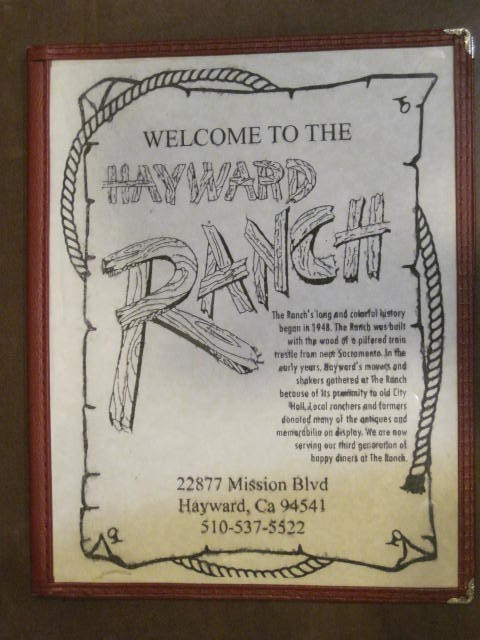 WELCOME TO THE
HAYWARD
RANCH
The Ranch's long and colorful history
began in 1948. The Ranch was built
with the wood of a pilfered train
trestle from near Sacramento. In the
early years, Hayward's movers and
shakers gathered at The Ranch
because of its proximity to old City
Hall. Local ranchers and farmers
donated many of the antiques and
memorabilia on display. We are now
serving our third generation of
happy diners at The Ranch.
22877 Mission Blvd
Hayward, Ca 94541
510-537-5522